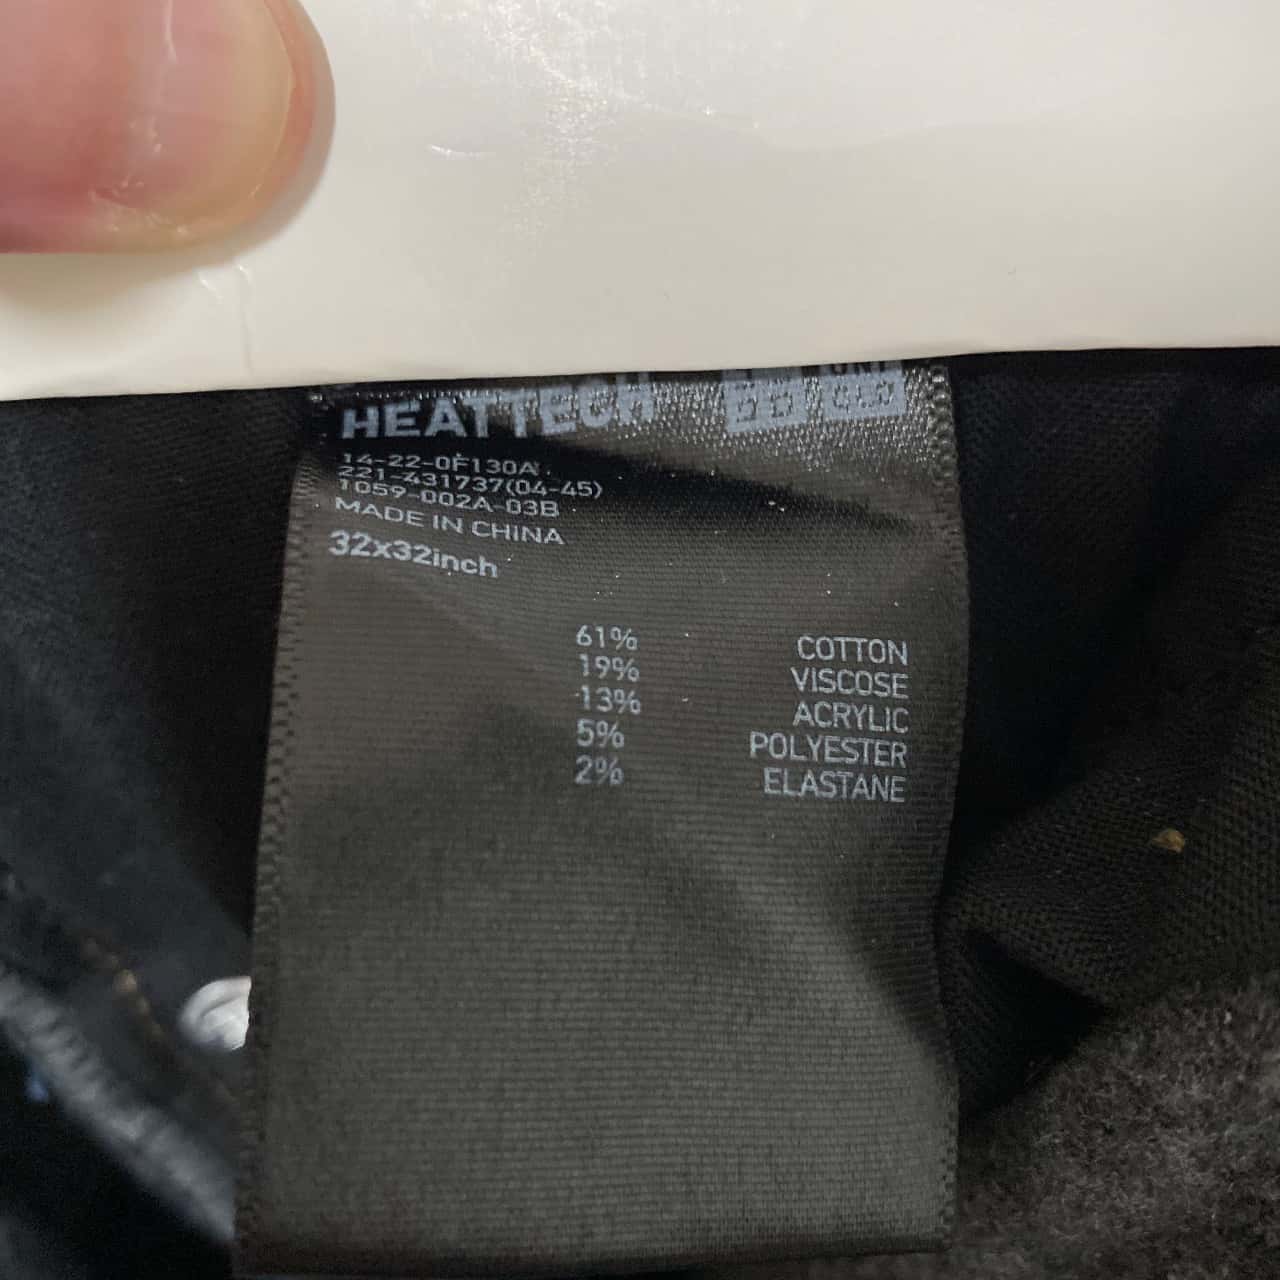 HEATTECH
14-22-0F130A
221-431737(04-45)
1059-002A-03B
MADE IN CHINA
32x32inch
61% COTTON
19% VISCOSE
13% ACRYLIC
5% POLYESTER
2% ELASTANE